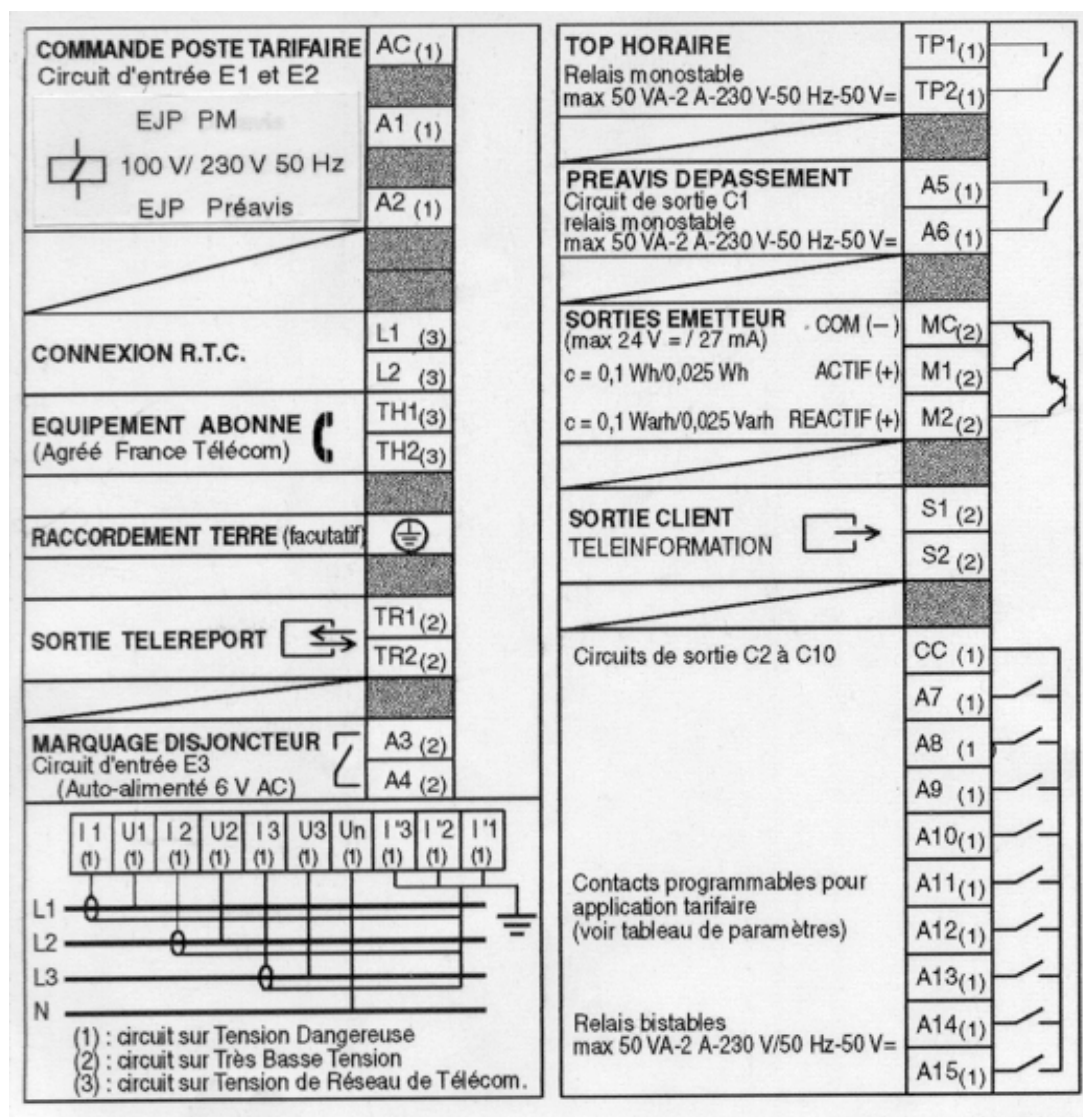 COMMANDE POSTE TARIFAIRE AC (1)
Circuit d'entrée E1 et E2
EJP PM A1 (1)
100 V/ 230 V 50 Hz
EJP Préavis A2 (1)
CONNEXION R.T.C. L1 (3)
L2 (3)
EQUIPEMENT ABONNE TH1(3)
(Agréé France Télécom) TH2(3)
RACCORDEMENT TERRE (facutatif)
SORTIE TELEREPORT TR1(2)
TR2(2)
MARQUAGE DISJONCTEUR A3 (2)
Circuit d'entrée E3
(Auto-alimenté 6 V AC) A4 (2)
I 1 U1 I 2 U2 I 3 U3 Un I '3 I '2 I '1
(1) (1) (1) (1) (1) (1) (1) (1) (1) (1)
L1
L2
L3
N
(1) : circuit sur Tension Dangereuse
(2) : circuit sur Très Basse Tension
(3) : circuit sur Tension de Réseau de Télécom.
TOP HORAIRE TP1(1)
Relais monostable
max 50 VA-2 A-230 V-50 Hz-50 V= TP2(1)
PREAVIS DEPASSEMENT A5 (1)
Circuit de sortie C1
relais monostable A6 (1)
max 50 VA-2 A-230 V-50 Hz-50 V=
SORTIES EMETTEUR COM (–) MC(2)
(max 24 V = / 27 mA)
c = 0,1 Wh/0,025 Wh ACTIF (+) M1(2)
c = 0,1 Warh/0,025 Varh REACTIF (+) M2(2)
SORTIE CLIENT S1 (2)
TELEINFORMATION S2 (2)
Circuits de sortie C2 à C10 CC (1)
A7 (1)
A8 (1
A9 (1)
A10(1)
Contacts programmables pour A11(1)
application tarifaire
(voir tableau de paramètres) A12(1)
A13(1)
Relais bistables A14(1)
max 50 VA-2 A-230 V/50 Hz-50 V=
A15(1)